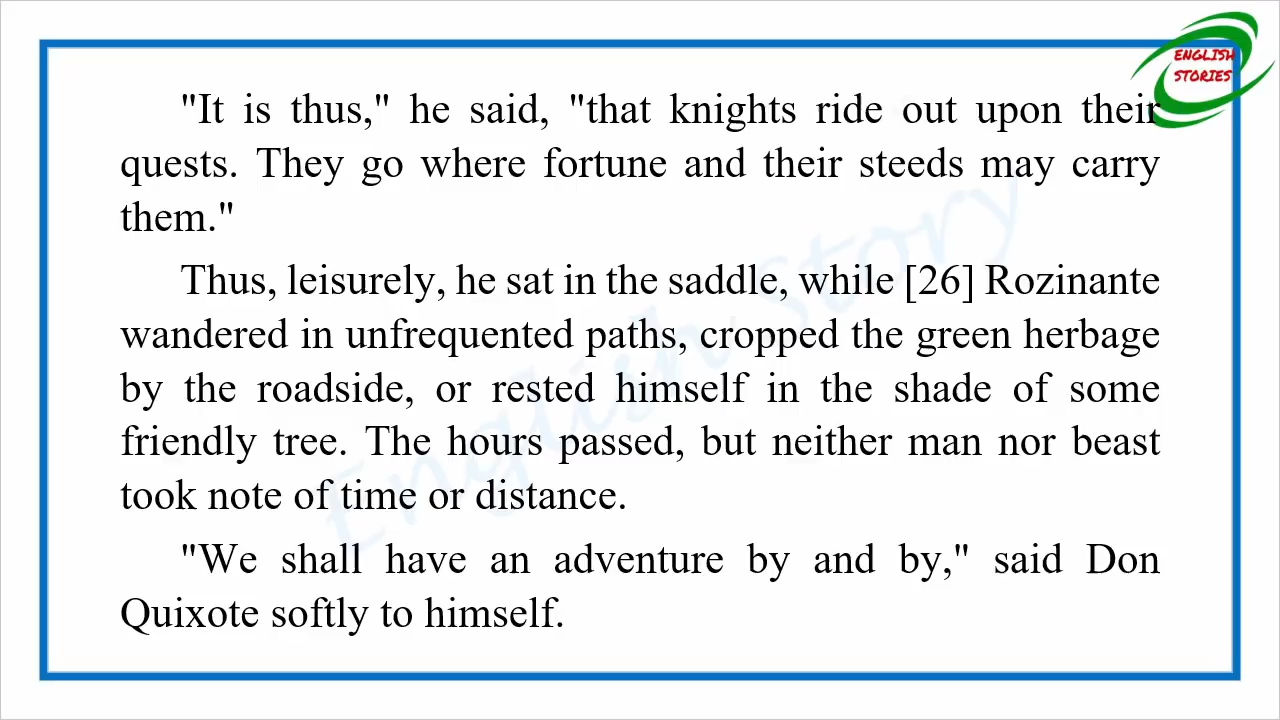 ENGLISH
STORIES
"It is thus," he said, "that knights ride out upon their
quests. They go where fortune and their steeds may carry
them."
Thus, leisurely, he sat in the saddle, while [26] Rozinante
wandered in unfrequented paths, cropped the green herbage
by the roadside, or rested himself in the shade of some
friendly tree. The hours passed, but neither man nor beast
took note of time or distance.
"We shall have an adventure by and by," said Don
Quixote softly to himself.
English Story